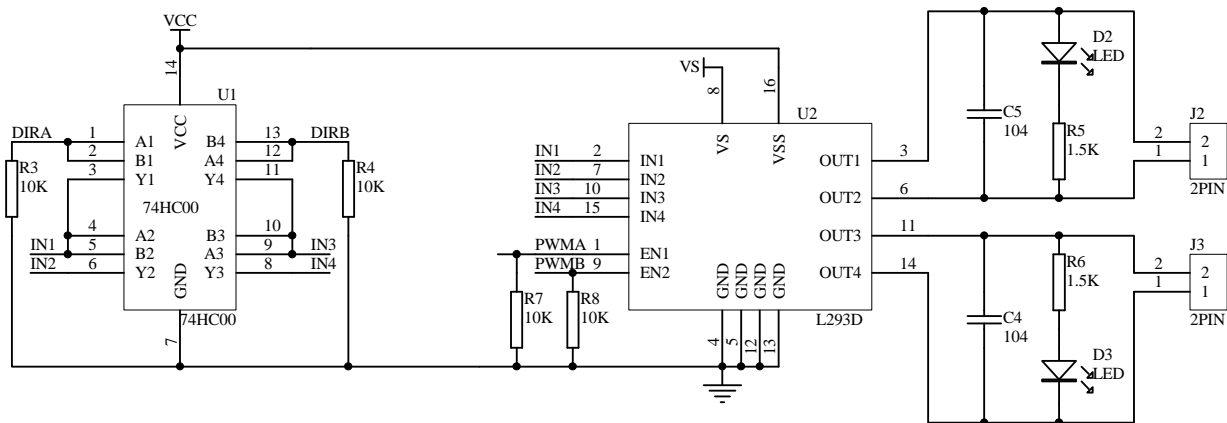 VCC
14
U1
VCC
DIRA
1
A1
B4
13
DIRB
2
B1
A4
12
3
Y1
Y4
11
R3
10K
R4
10K
74HC00
4
A2
B3
10
IN1
5
B2
A3
9
IN3
IN2
6
Y2
Y3
8
IN4
GND
74HC00
7
VS
8
16
U2
VS
VSS
IN1
2
IN1
OUT1
3
IN2
7
IN2
IN3
10
IN3
OUT2
6
IN4
15
IN4
OUT3
11
PWMA
1
EN1
PWMB
9
EN2
OUT4
14
GND
GND
GND
GND
L293D
R7
10K
R8
10K
4
5
12
13
C5
104
D2
LED
R5
1.5K
J2
2
2
1
1
2PIN
C4
104
R6
1.5K
D3
LED
J3
2
2
1
1
2PIN